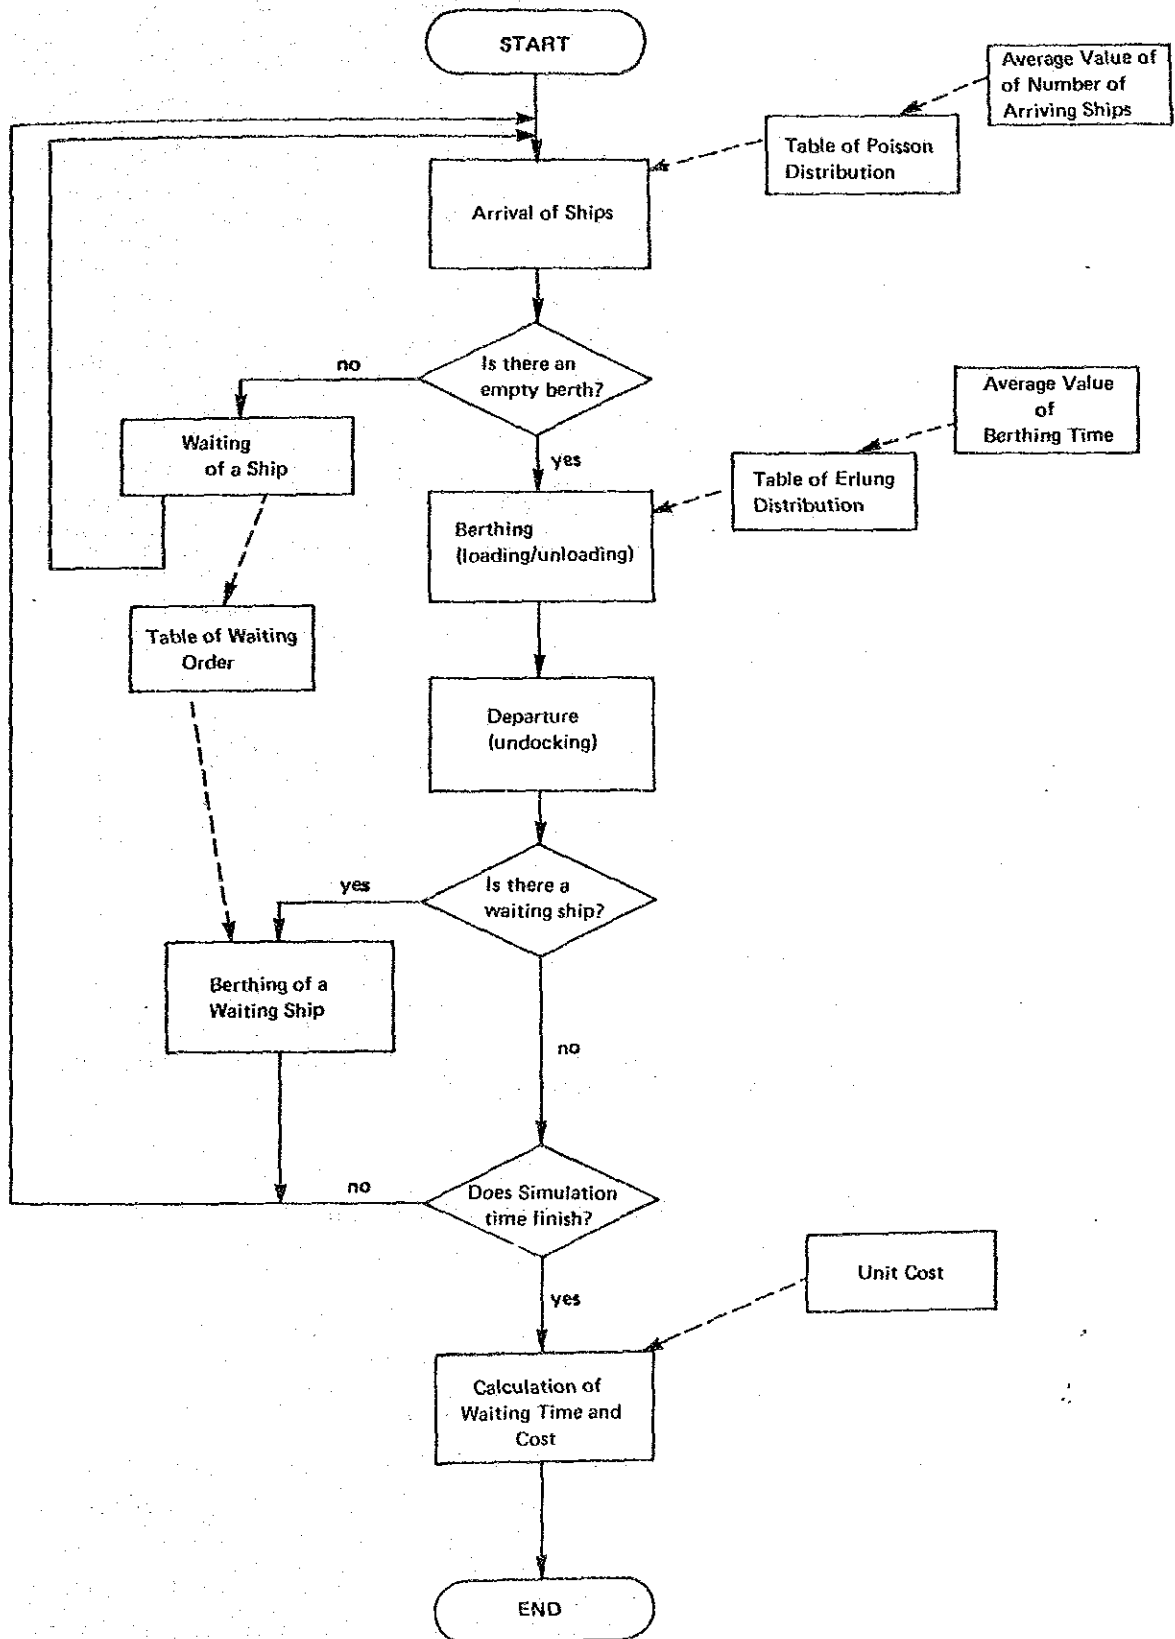 START
Average Value of
of Number of
Arriving Ships
Table of Poisson
Distribution
Arrival of Ships
Is there an
empty berth?
no
yes
Waiting
of a Ship
Average Value
of
Berthing Time
Table of Erlung
Distribution
Berthing
(loading/unloading)
Table of Waiting
Order
Departure
(undocking)
Is there a
waiting ship?
yes
no
Berthing of a
Waiting Ship
Does Simulation
time finish?
no
yes
Unit Cost
Calculation of
Waiting Time and
Cost
END